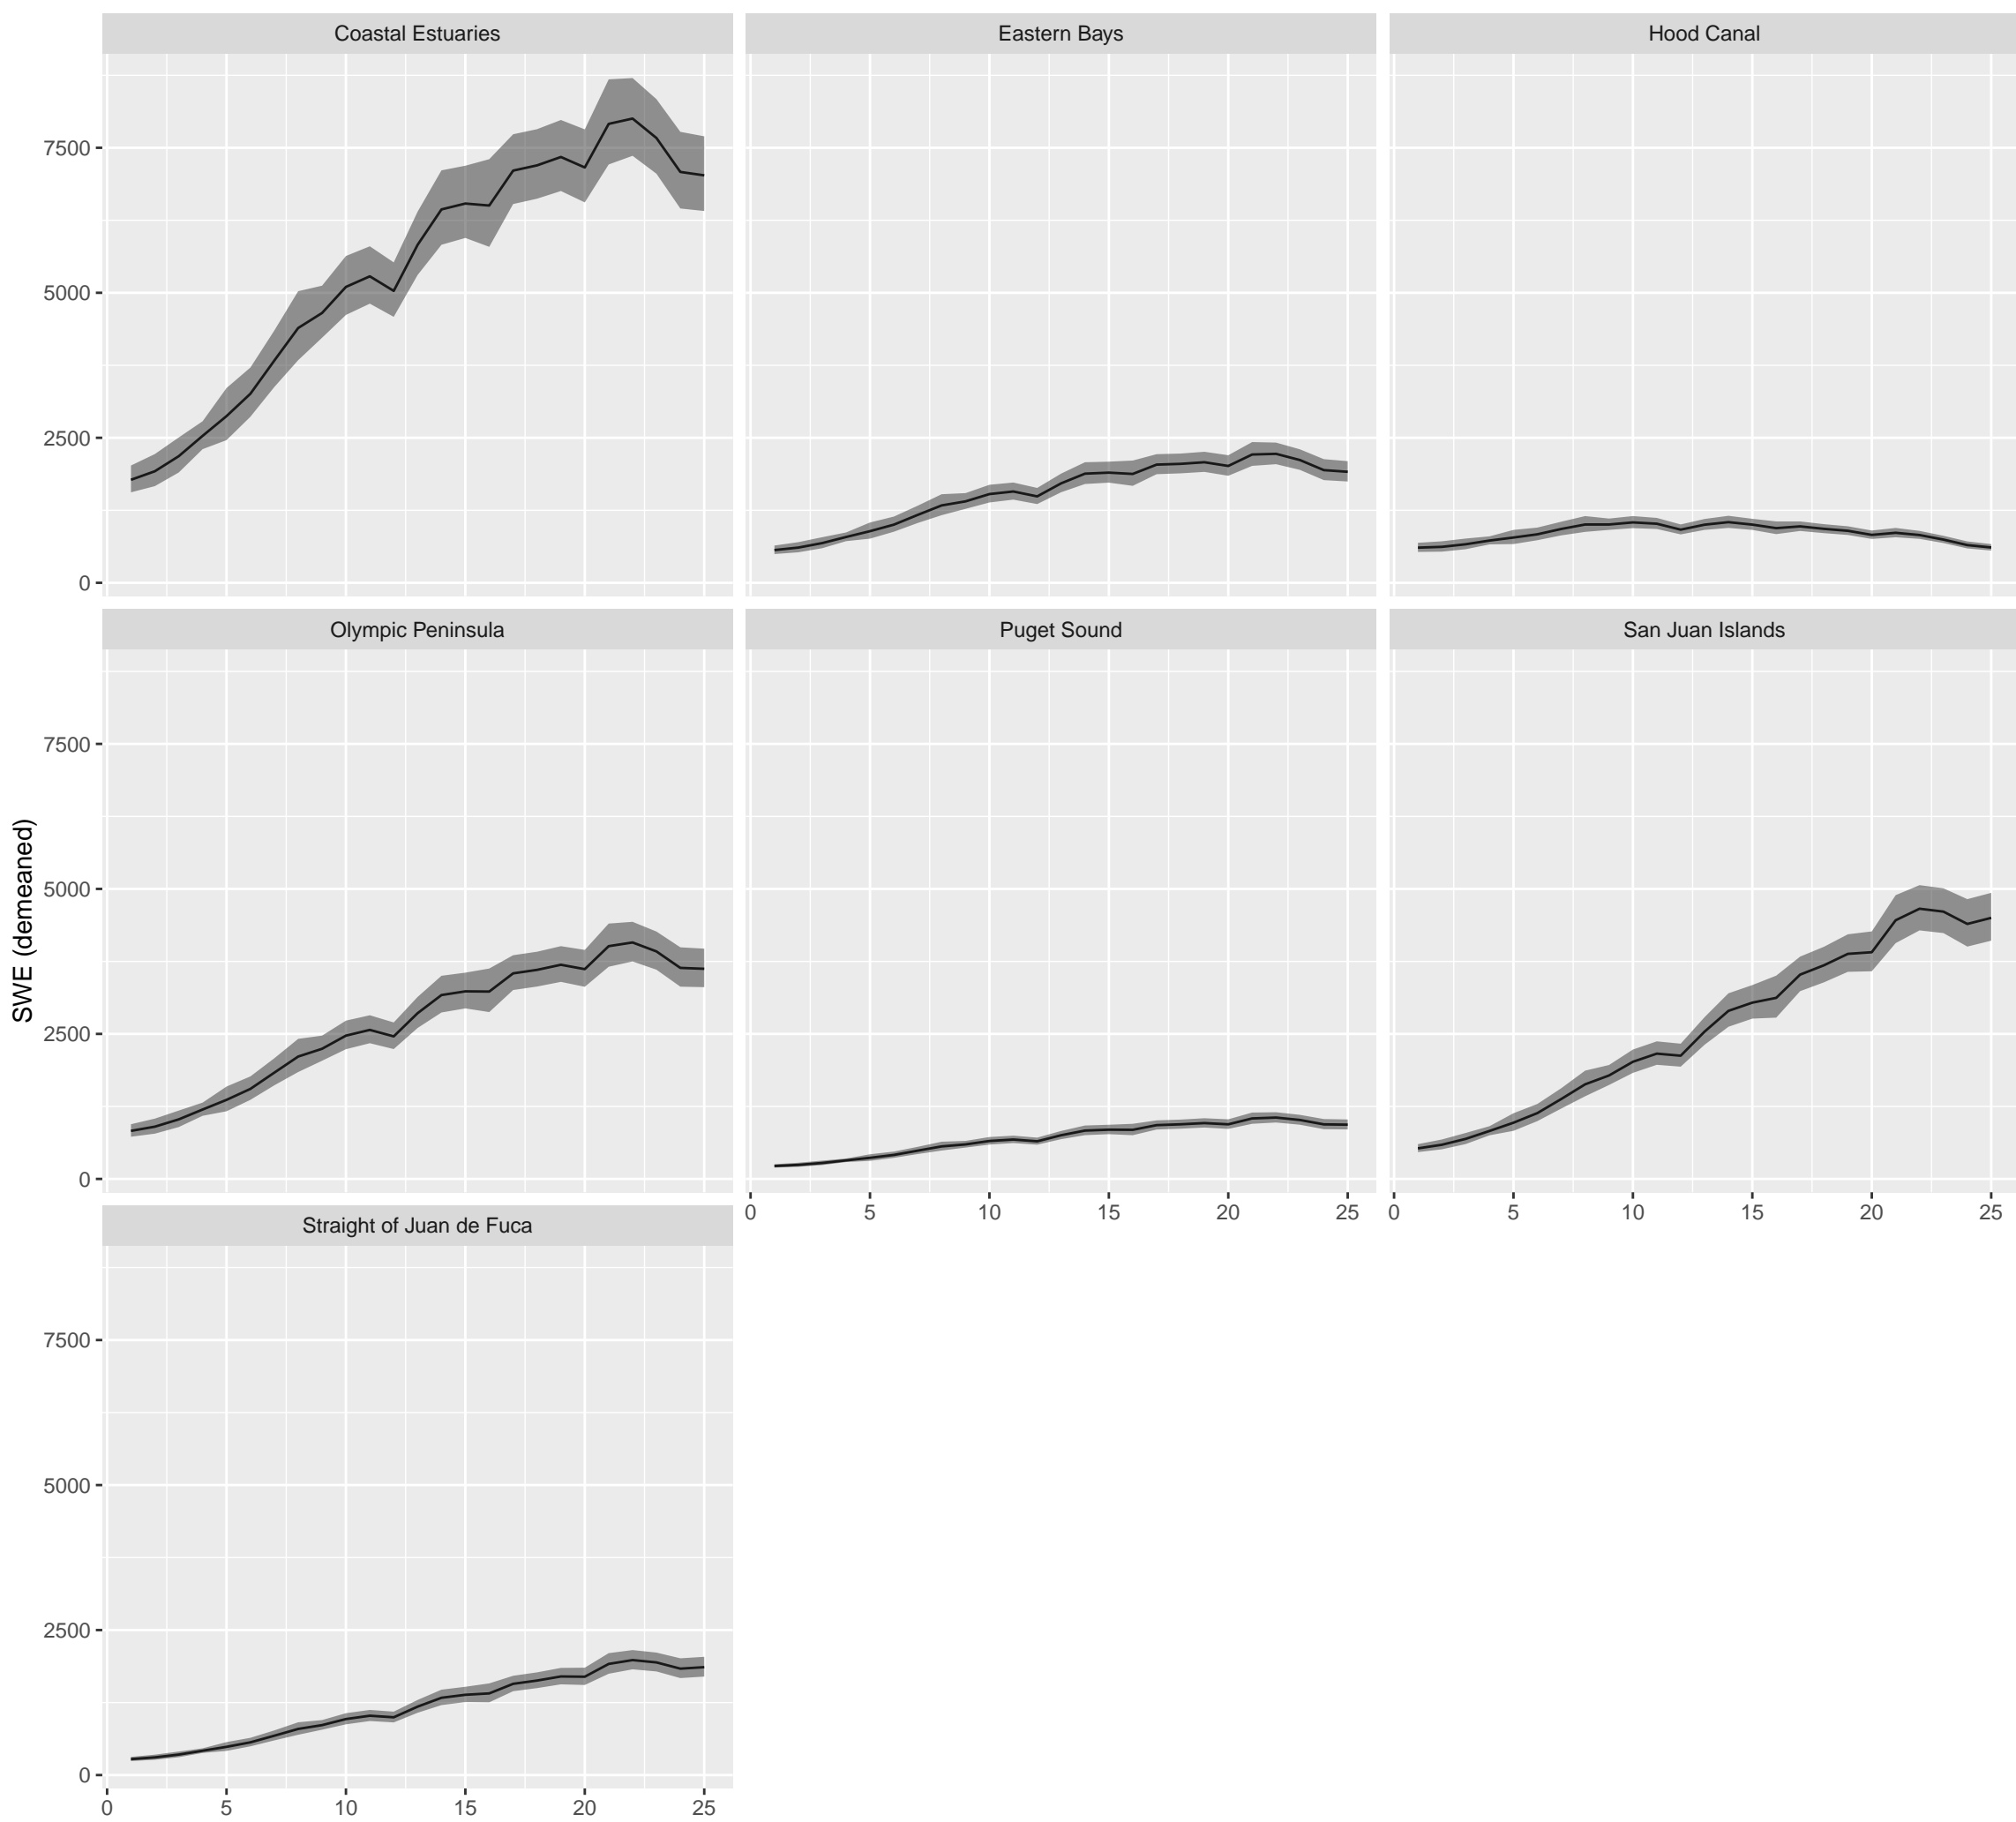 Coastal Estuaries
Eastern Bays
Hood Canal
7500
5000
2500
0
Olympic Peninsula
Puget Sound
San Juan Islands
7500
5000
2500
0
SWE (demeaned)
0 5 10 15 20 25
0 5 10 15 20 25
Straight of Juan de Fuca
7500
5000
2500
0
0 5 10 15 20 25